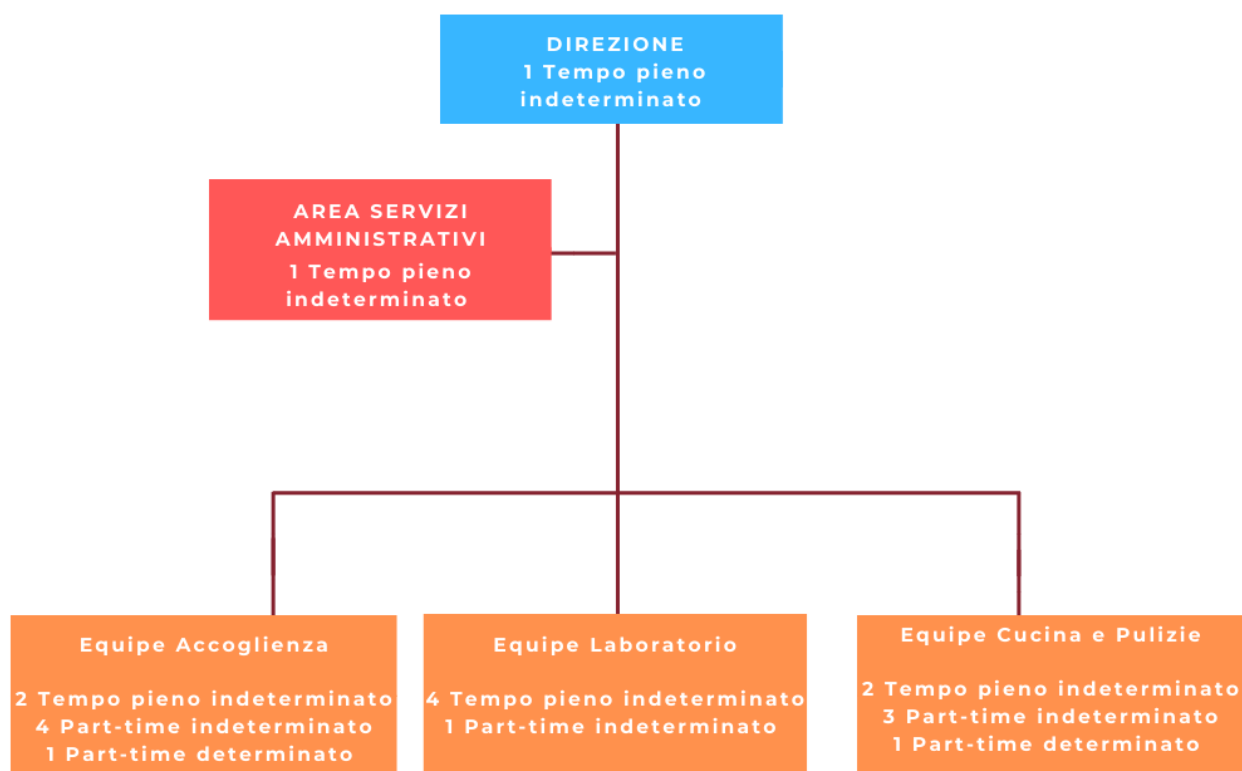 DIREZIONE
1 Tempo pieno
indeterminato
AREA SERVIZI
AMMINISTRATIVI
1 Tempo pieno
indeterminato
Equipe Accoglienza
2 Tempo pieno indeterminato
4 Part-time indeterminato
1 Part-time determinato
Equipe Laboratorio
4 Tempo pieno indeterminato
1 Part-time indeterminato
Equipe Cucina e Pulizie
2 Tempo pieno indeterminato
3 Part-time indeterminato
1 Part-time determinato